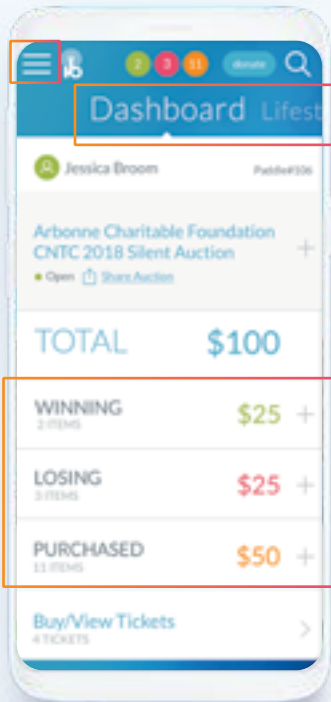 2 3 11 donate
Dashboard Lifest
Jessica Broom Paddle#106
Arbonne Charitable Foundation
CNTC 2018 Silent Auction
Open Share Auction
TOTAL $100
WINNING $25 +
2 ITEMS
LOSING $25 +
3 ITEMS
PURCHASED $50 +
11 ITEMS
Buy/View Tickets
4 TICKETS